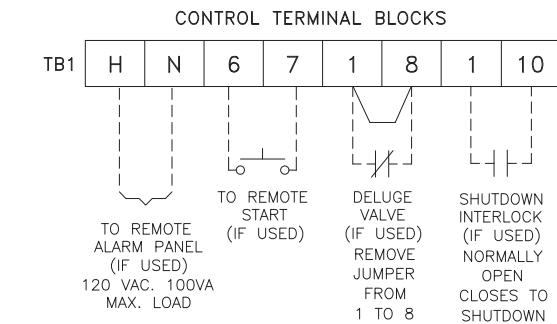 CONTROL TERMINAL BLOCKS
TB1 H N 6 7 1 8 1 10
TO REMOTE
ALARM PANEL
(IF USED)
120 VAC. 100VA
MAX. LOAD
TO REMOTE
START
(IF USED)
DELUGE
VALVE
(IF USED)
REMOVE
JUMPER
FROM
1 TO 8
SHUTDOWN
INTERLOCK
(IF USED)
NORMALLY
OPEN
CLOSES TO
SHUTDOWN